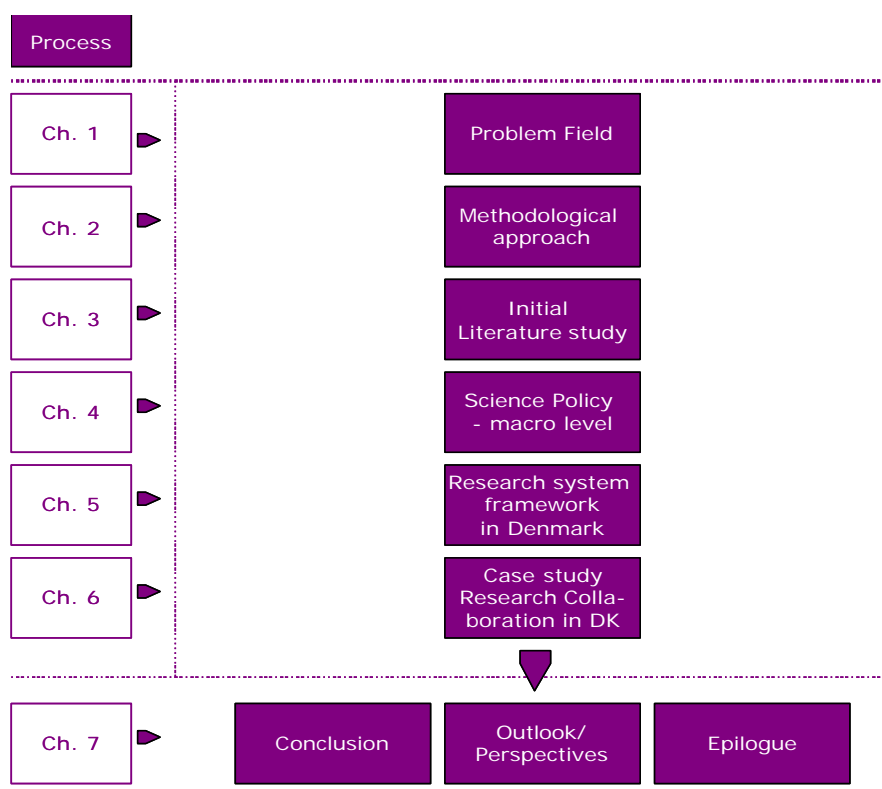 Process
Ch. 1
Problem Field
Ch. 2
Methodological
approach
Ch. 3
Initial
Literature study
Ch. 4
Science Policy
- macro level
Ch. 5
Research system
framework
in Denmark
Ch. 6
Case study
Research Colla-
boration in DK
Ch. 7
Conclusion
Outlook/
Perspectives
Epilogue